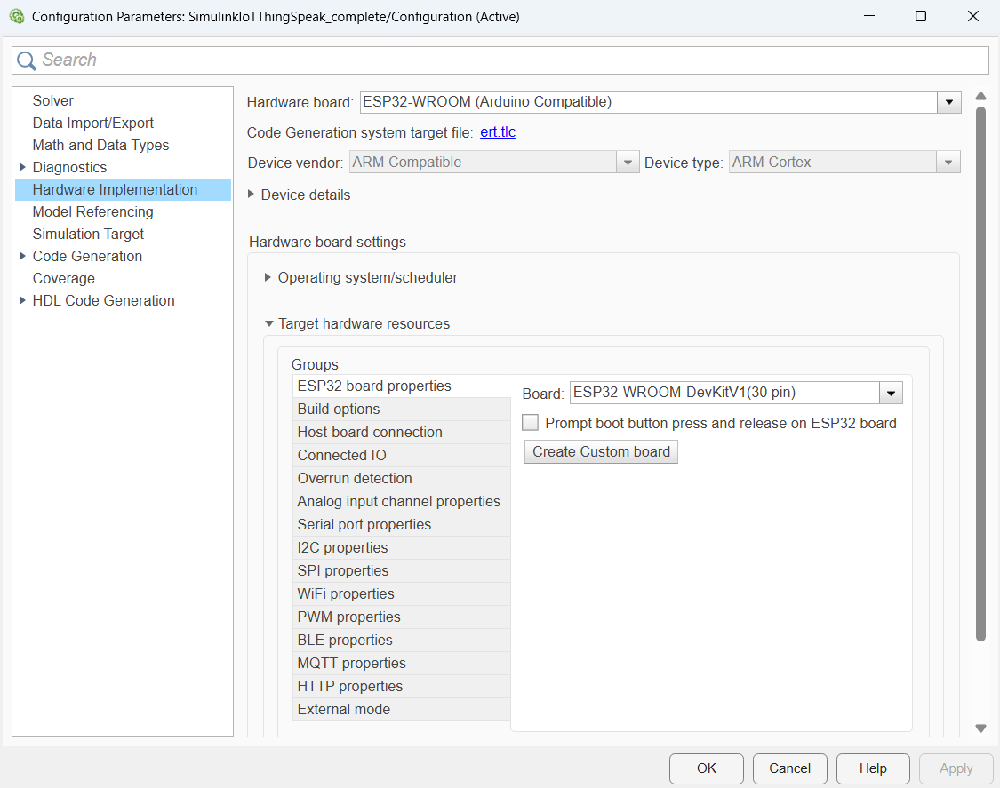 Configuration Parameters: SimulinkIoTThingSpeak_complete/Configuration (Active)
Search
Solver
Data Import/Export
Math and Data Types
Diagnostics
Hardware Implementation
Model Referencing
Simulation Target
Code Generation
Coverage
HDL Code Generation
Hardware board: ESP32-WROOM (Arduino Compatible)
Code Generation system target file: ert.tlc
Device vendor: ARM Compatible Device type: ARM Cortex
Device details
Hardware board settings
Operating system/scheduler
Target hardware resources
Groups
ESP32 board properties
Build options
Host-board connection
Connected IO
Overrun detection
Analog input channel properties
Serial port properties
I2C properties
SPI properties
WiFi properties
PWM properties
BLE properties
MQTT properties
HTTP properties
External mode
Board: ESP32-WROOM-DevKitV1(30 pin)
Prompt boot button press and release on ESP32 board
Create Custom board
OK Cancel Help Apply